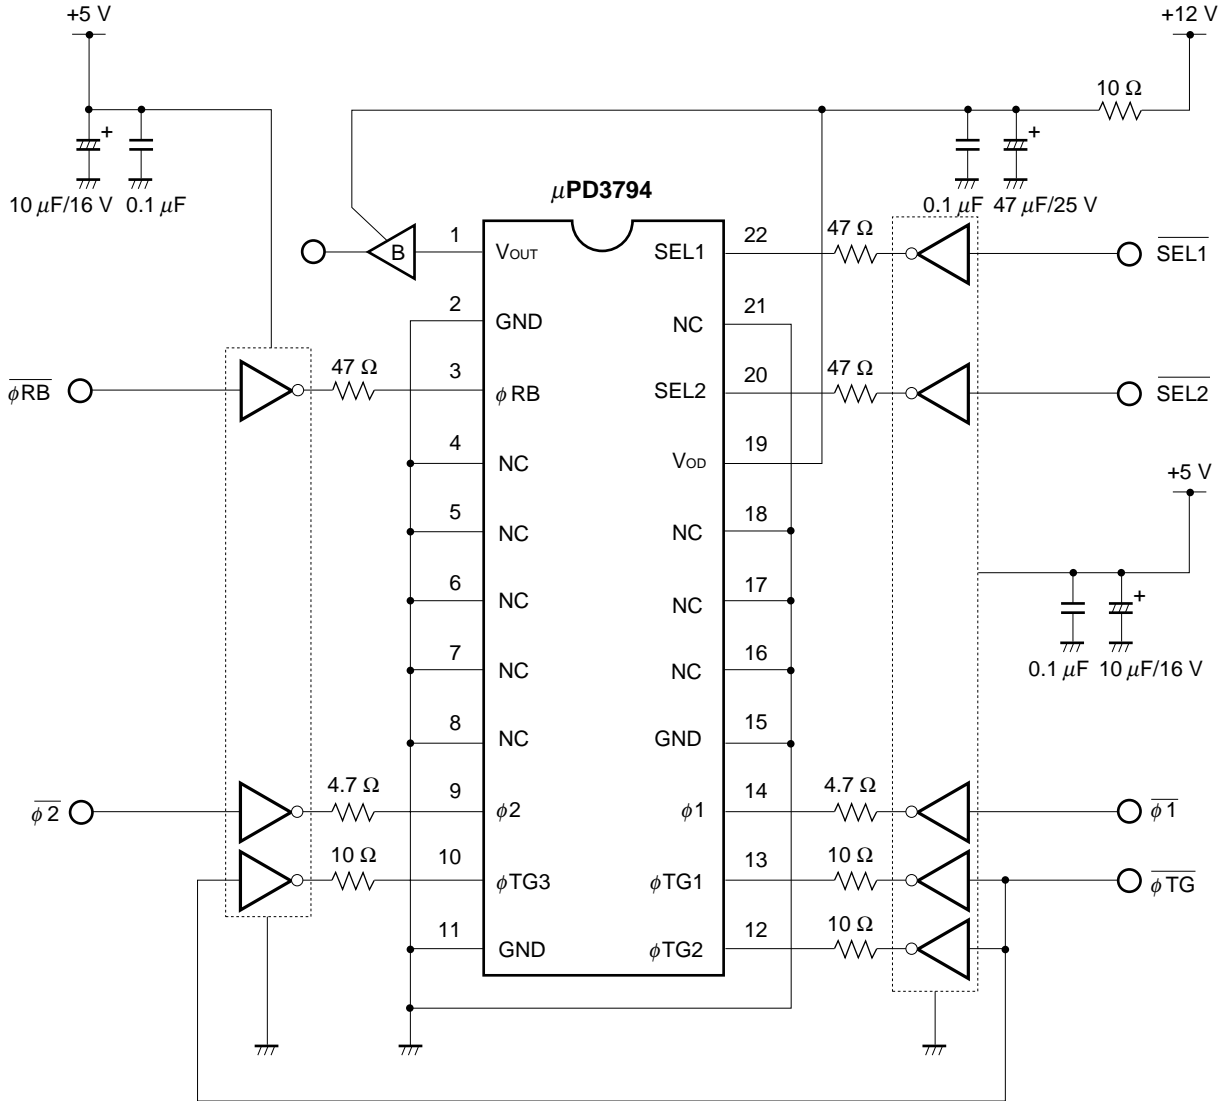 +5 V
+12 V
10 Ω
+
+
10 μF/16 V 0.1 μF
μPD3794
0.1 μF 47 μF/25 V
B
1
VOUT
SEL1
22
47 Ω
SEL1
2
GND
NC
21
φRB
47 Ω
3
φRB
SEL2
20
47 Ω
SEL2
4
NC
VOD
19
+5 V
5
NC
NC
18
6
NC
NC
17
+
7
NC
NC
16
0.1 μF 10 μF/16 V
8
NC
GND
15
φ2
4.7 Ω
9
φ2
φ1
14
4.7 Ω
φ1
10 Ω
10
φTG3
φTG1
13
10 Ω
φTG
11
GND
φTG2
12
10 Ω